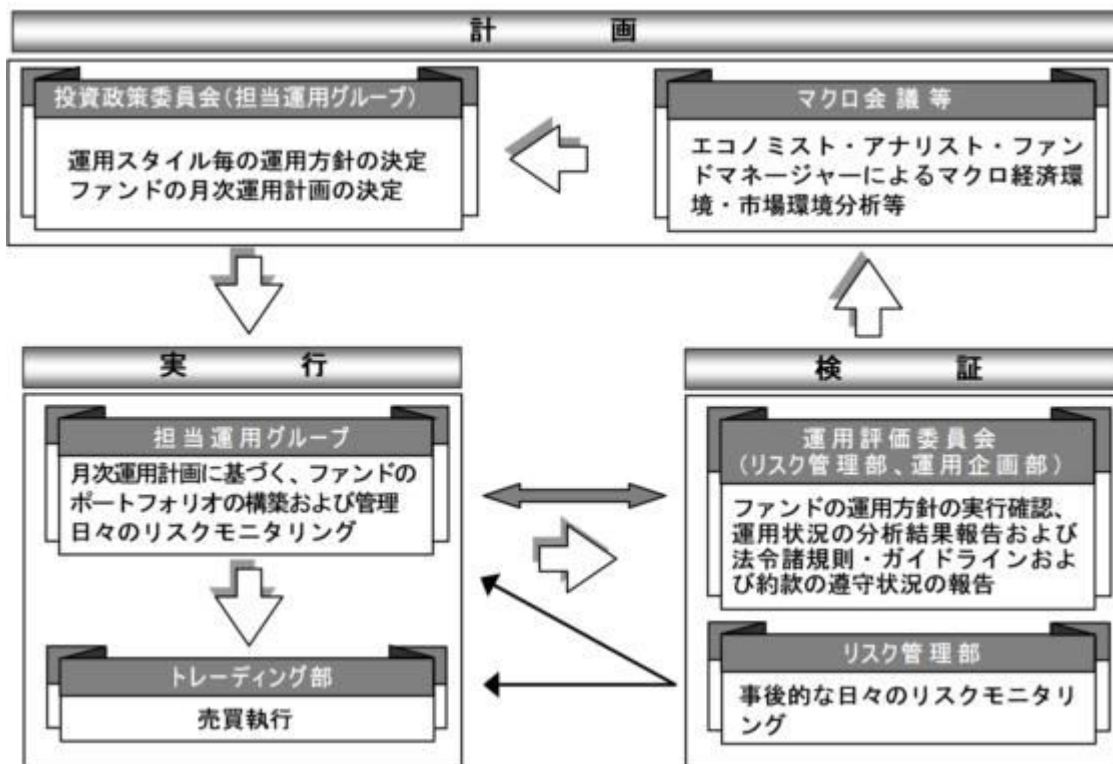 計画
投資政策委員会(担当運用グループ)
運用スタイル毎の運用方針の決定
ファンドの月次運用計画の決定
マクロ会議等
エコノミスト・アナリスト・ファン
ドマネージャーによるマクロ経済環
境・市場環境分析等
実行
担当運用グループ
月次運用計画に基づく、ファンドの
ポートフォリオの構築および管理
日々のリスクモニタリング
トレーディング部
売買執行
検証
運用評価委員会
(リスク管理部、運用企画部)
ファンドの運用方針の実行確認、
運用状況の分析結果報告および
法令諸規則・ガイドラインおよ
び約款の遵守状況の報告
リスク管理部
事後的な日々のリスクモニタリ
ング